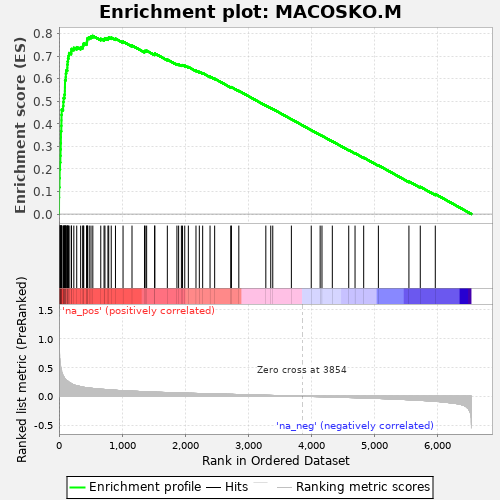 Enrichment plot: MACOSKO.M
Enrichment score (ES)
0.8
0.7
0.6
0.5
0.4
0.3
0.2
0.1
0.0
'na_pos' (positively correlated)
Ranked list metric (PreRanked)
1.5
1.0
0.5
0.0
-0.5
Zero cross at 3854
'na_neg' (negatively correlated)
0 1,000 2,000 3,000 4,000 5,000 6,000
Rank in Ordered Dataset
Enrichment profile Hits Ranking metric scores